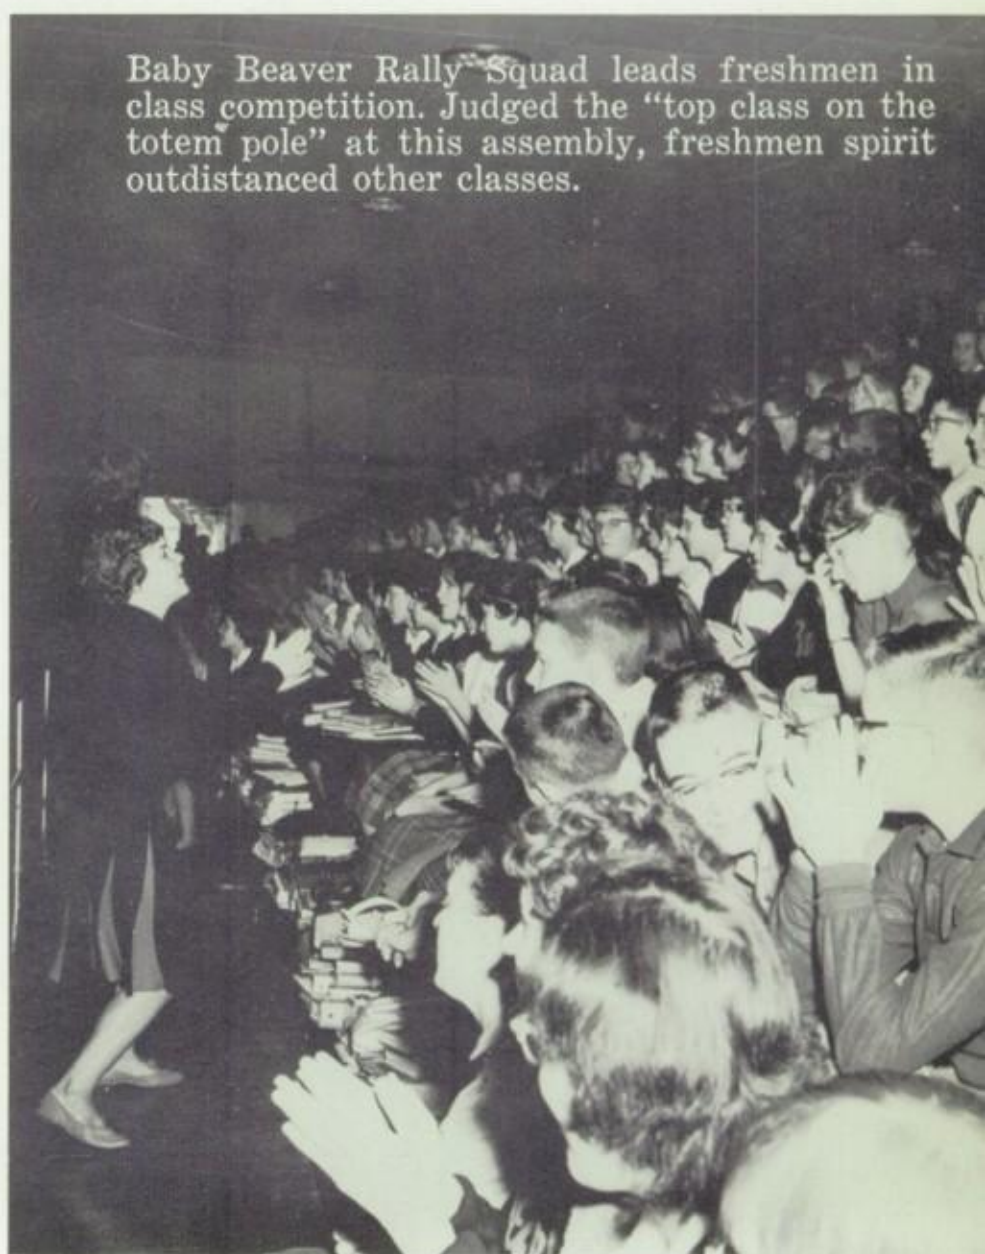 Baby Beaver Rally Squad leads freshmen in
class competition. Judged the “top class on the
totem pole” at this assembly, freshmen spirit
outdistanced other classes.